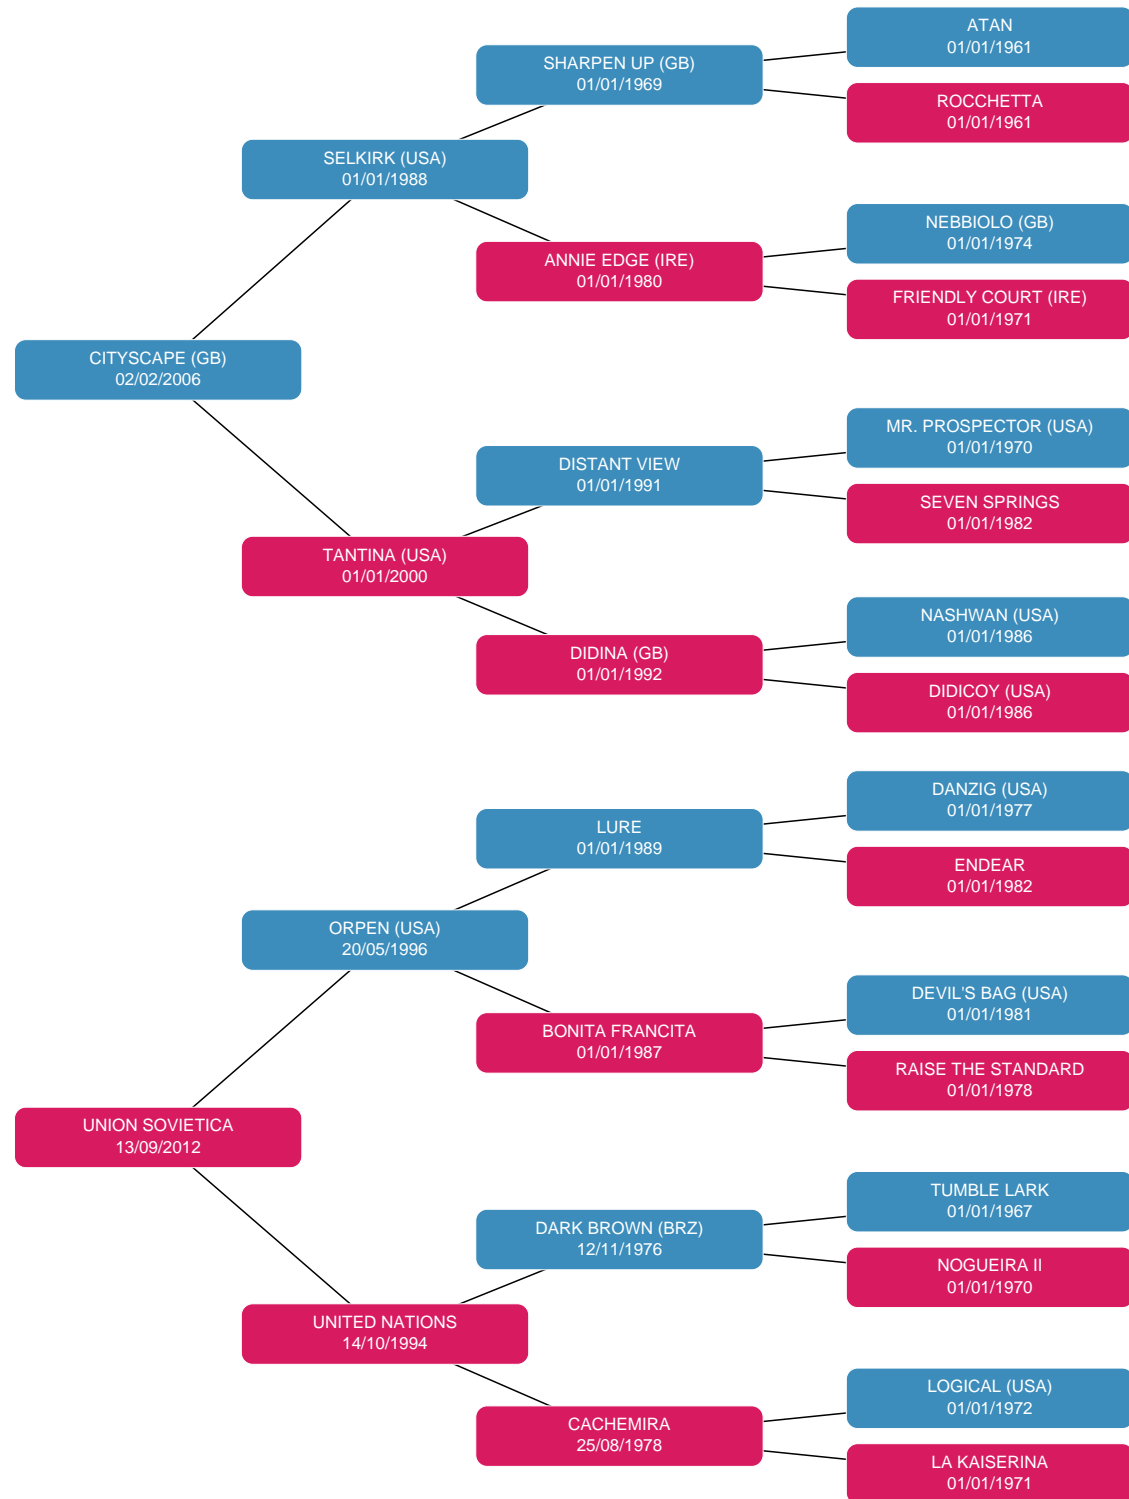 ATAN
01/01/1961
SHARPEN UP (GB)
01/01/1969
ROCCHETTA
01/01/1961
SELKIRK (USA)
01/01/1988
NEBBIOLO (GB)
01/01/1974
ANNIE EDGE (IRE)
01/01/1980
FRIENDLY COURT (IRE)
01/01/1971
CITYSCAPE (GB)
02/02/2006
MR. PROSPECTOR (USA)
01/01/1970
DISTANT VIEW
01/01/1991
SEVEN SPRINGS
01/01/1982
TANTINA (USA)
01/01/2000
NASHWAN (USA)
01/01/1986
DIDINA (GB)
01/01/1992
DIDICOY (USA)
01/01/1986
DANZIG (USA)
01/01/1977
LURE
01/01/1989
ENDEAR
01/01/1982
ORPEN (USA)
20/05/1996
DEVIL'S BAG (USA)
01/01/1981
BONITA FRANCITA
01/01/1987
RAISE THE STANDARD
01/01/1978
UNION SOVIETICA
13/09/2012
TUMBLE LARK
01/01/1967
DARK BROWN (BRZ)
12/11/1976
NOGUEIRA II
01/01/1970
UNITED NATIONS
14/10/1994
LOGICAL (USA)
01/01/1972
CACHEMIRA
25/08/1978
LA KAISERINA
01/01/1971